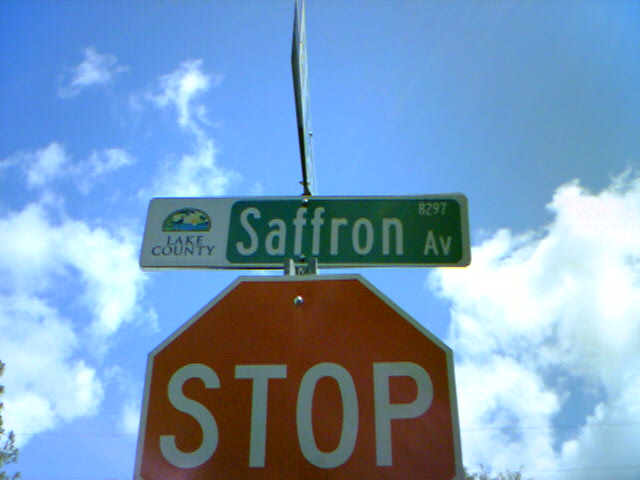 8297
LAKE COUNTY Saffron Av
STOP